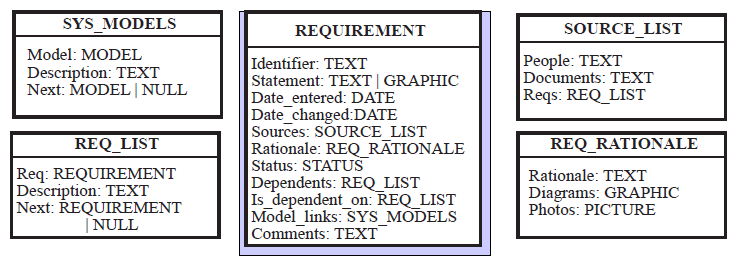 SYS_MODELS
Model: MODEL
Description: TEXT
Next: MODEL | NULL
REQ_LIST
Req: REQUIREMENT
Description: TEXT
Next: REQUIREMENT
| NULL
REQUIREMENT
Identifier: TEXT
Statement: TEXT | GRAPHIC
Date_entered: DATE
Date_changed:DATE
Sources: SOURCE_LIST
Rationale: REQ_RATIONALE
Status: STATUS
Dependents: REQ_LIST
Is_dependent_on: REQ_LIST
Model_links: SYS_MODELS
Comments: TEXT
SOURCE_LIST
People: TEXT
Documents: TEXT
Reqs: REQ_LIST
REQ_RATIONALE
Rationale: TEXT
Diagrams: GRAPHIC
Photos: PICTURE